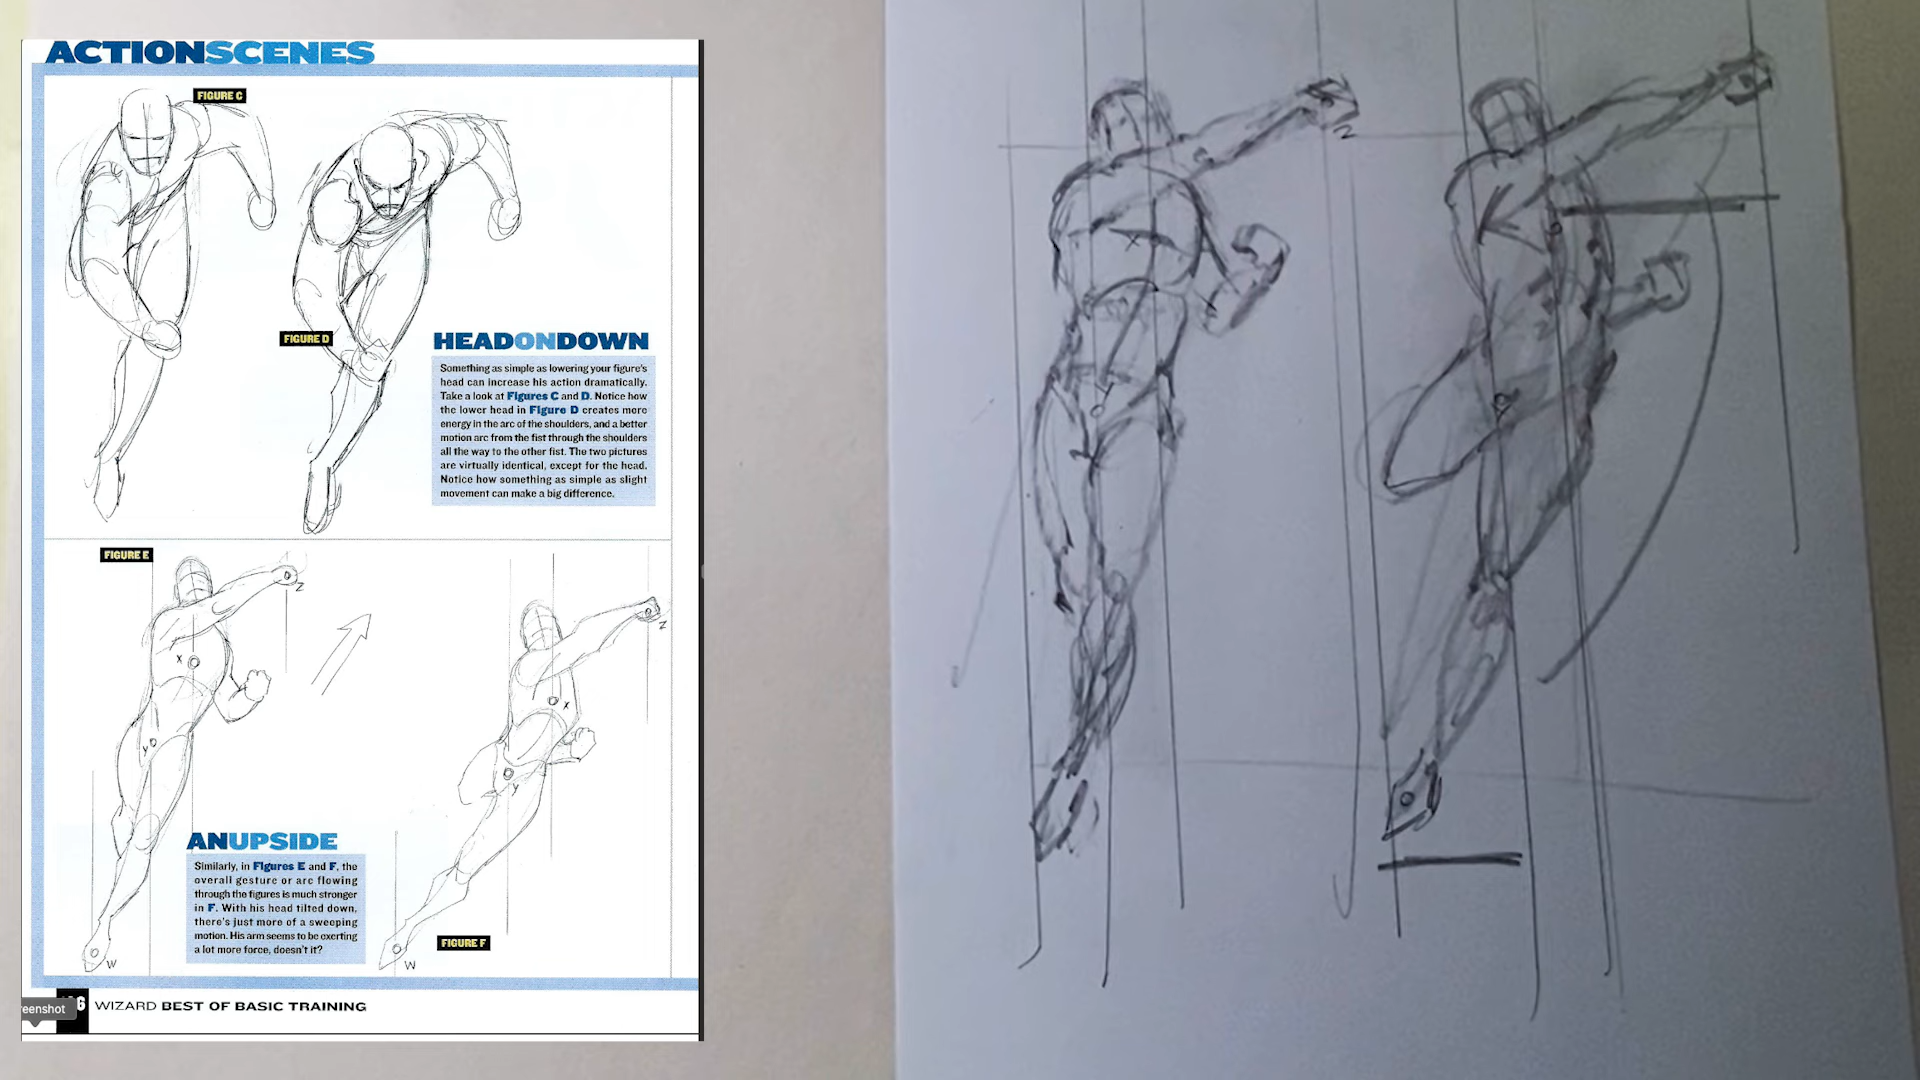 ACTIONSCENES
FIGURE C
FIGURE D
HEADONDOWN
Something as simple as lowering your figure's
head can increase his action dramatically.
Take a look at Figures C and D. Notice how
the lower head in Figure D creates more
energy in the arc of the shoulders, and a better
motion arc from the fist through the shoulders
all the way to the other fist. The two pictures
are virtually identical, except for the head.
Notice how something as simple as slight
movement can make a big difference.
FIGURE E
Z
X
Y
W
Z
X
Y
W
ANUPSIDE
Similarly, in Figures E and F, the
overall gesture or arc flowing
through the figures is much stronger
in F. With his head tilted down,
there's just more of a sweeping
motion. His arm seems to be exerting
a lot more force, doesn't it?
FIGURE F
6 WIZARD BEST OF BASIC TRAINING
eenshot
Z
X